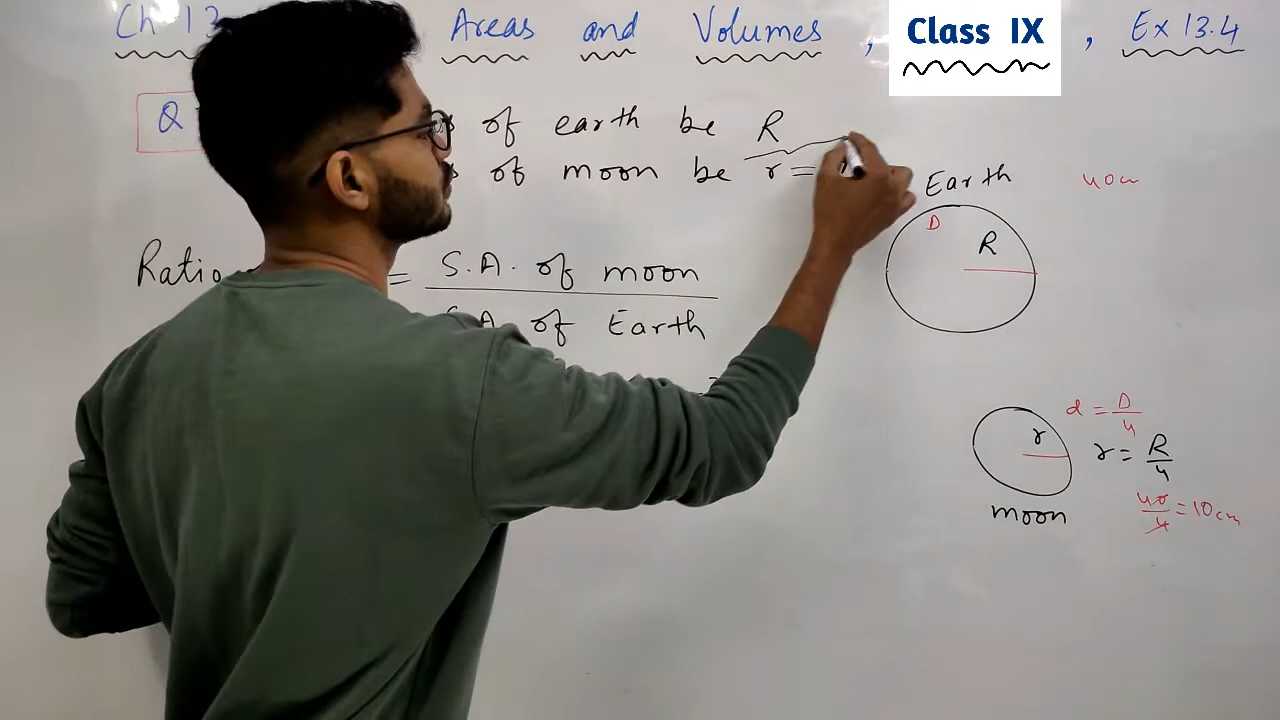 Ch 13 Areas and Volumes , Class IX , Ex 13.4
Q of earth be R
of moon be r =
Earth 40cm
D
R
Ratio = S.A. of moon
S.A. of Earth
d = D/4
r r = R/4
moon 40/4 = 10cm